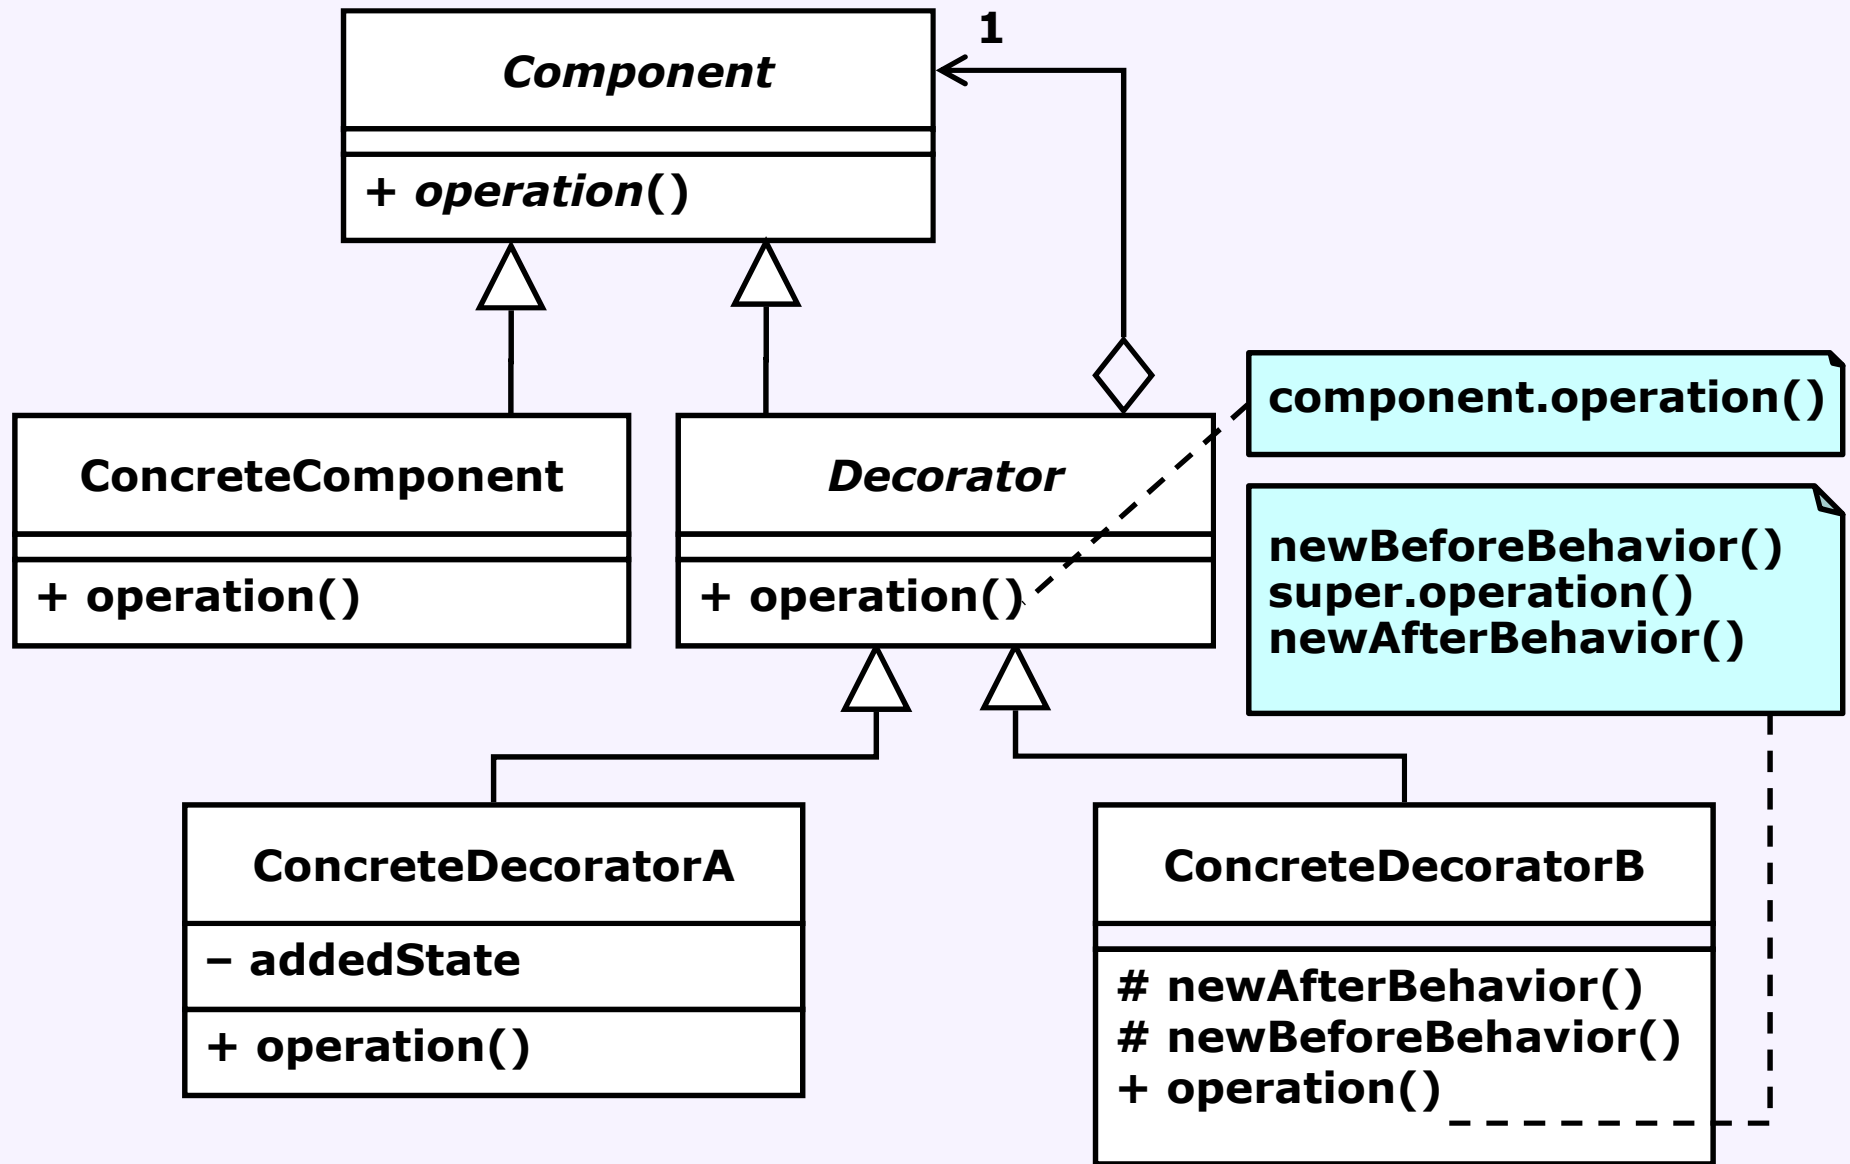 1
Component
+ operation()
component.operation()
ConcreteComponent
+ operation()
Decorator
+ operation()
newBeforeBehavior()
super.operation()
newAfterBehavior()
ConcreteDecoratorA
− addedState
+ operation()
ConcreteDecoratorB
# newAfterBehavior()
# newBeforeBehavior()
+ operation()